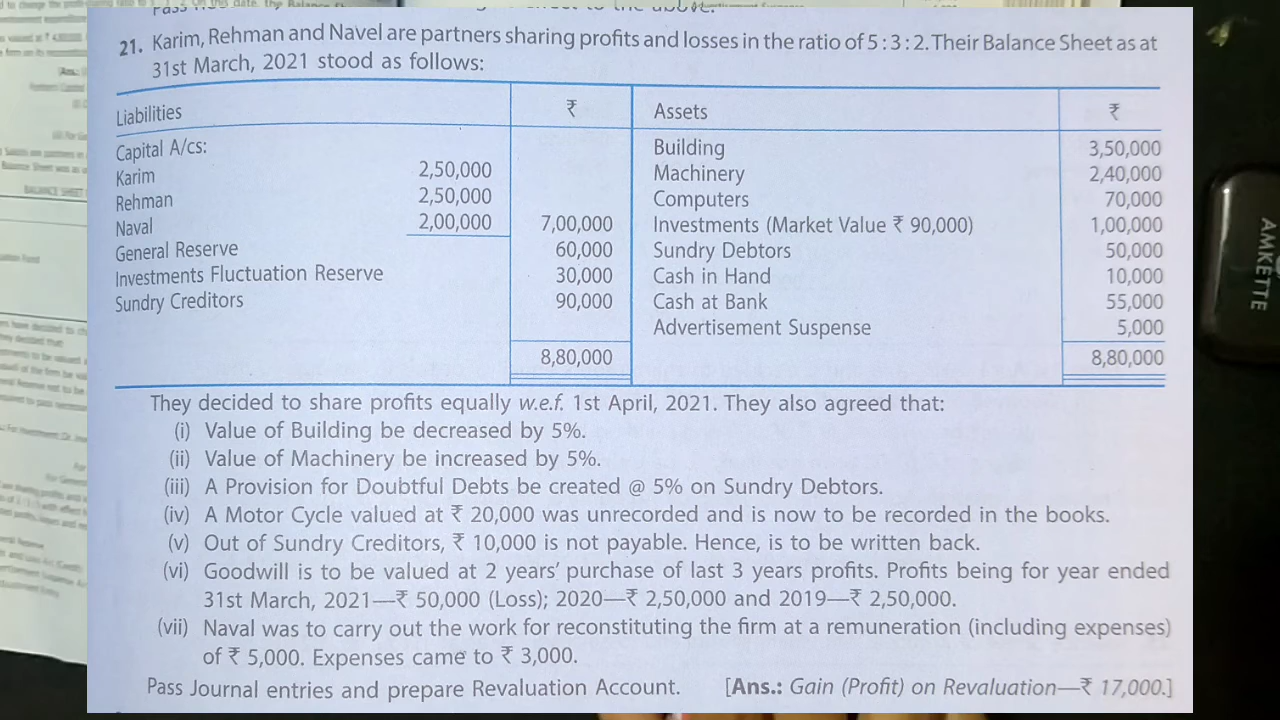 21. Karim, Rehman and Navel are partners sharing profits and losses in the ratio of 5 : 3 : 2. Their Balance Sheet as at
31st March, 2021 stood as follows:
Liabilities ₹ Assets ₹
Capital A/cs: Building 3,50,000
Karim 2,50,000 Machinery 2,40,000
Rehman 2,50,000 Computers 70,000
Naval 2,00,000 7,00,000 Investments (Market Value ₹ 90,000) 1,00,000
General Reserve 60,000 Sundry Debtors 50,000
Investments Fluctuation Reserve 30,000 Cash in Hand 10,000
Sundry Creditors 90,000 Cash at Bank 55,000
Advertisement Suspense 5,000
8,80,000 8,80,000
They decided to share profits equally w.e.f. 1st April, 2021. They also agreed that:
(i) Value of Building be decreased by 5%.
(ii) Value of Machinery be increased by 5%.
(iii) A Provision for Doubtful Debts be created @ 5% on Sundry Debtors.
(iv) A Motor Cycle valued at ₹ 20,000 was unrecorded and is now to be recorded in the books.
(v) Out of Sundry Creditors, ₹ 10,000 is not payable. Hence, is to be written back.
(vi) Goodwill is to be valued at 2 years' purchase of last 3 years profits. Profits being for year ended
31st March, 2021—₹ 50,000 (Loss); 2020—₹ 2,50,000 and 2019—₹ 2,50,000.
(vii) Naval was to carry out the work for reconstituting the firm at a remuneration (including expenses)
of ₹ 5,000. Expenses came to ₹ 3,000.
Pass Journal entries and prepare Revaluation Account. [Ans.: Gain (Profit) on Revaluation—₹ 17,000.]
AMKETTE